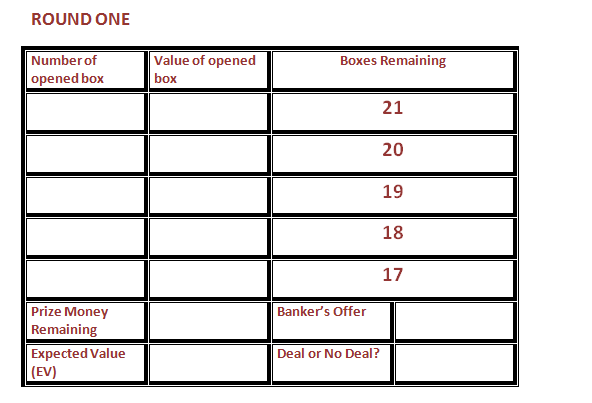 ROUND ONE
Number of opened box
Value of opened box
Boxes Remaining
21
20
19
18
17
Prize Money Remaining
Banker's Offer
Expected Value (EV)
Deal or No Deal?